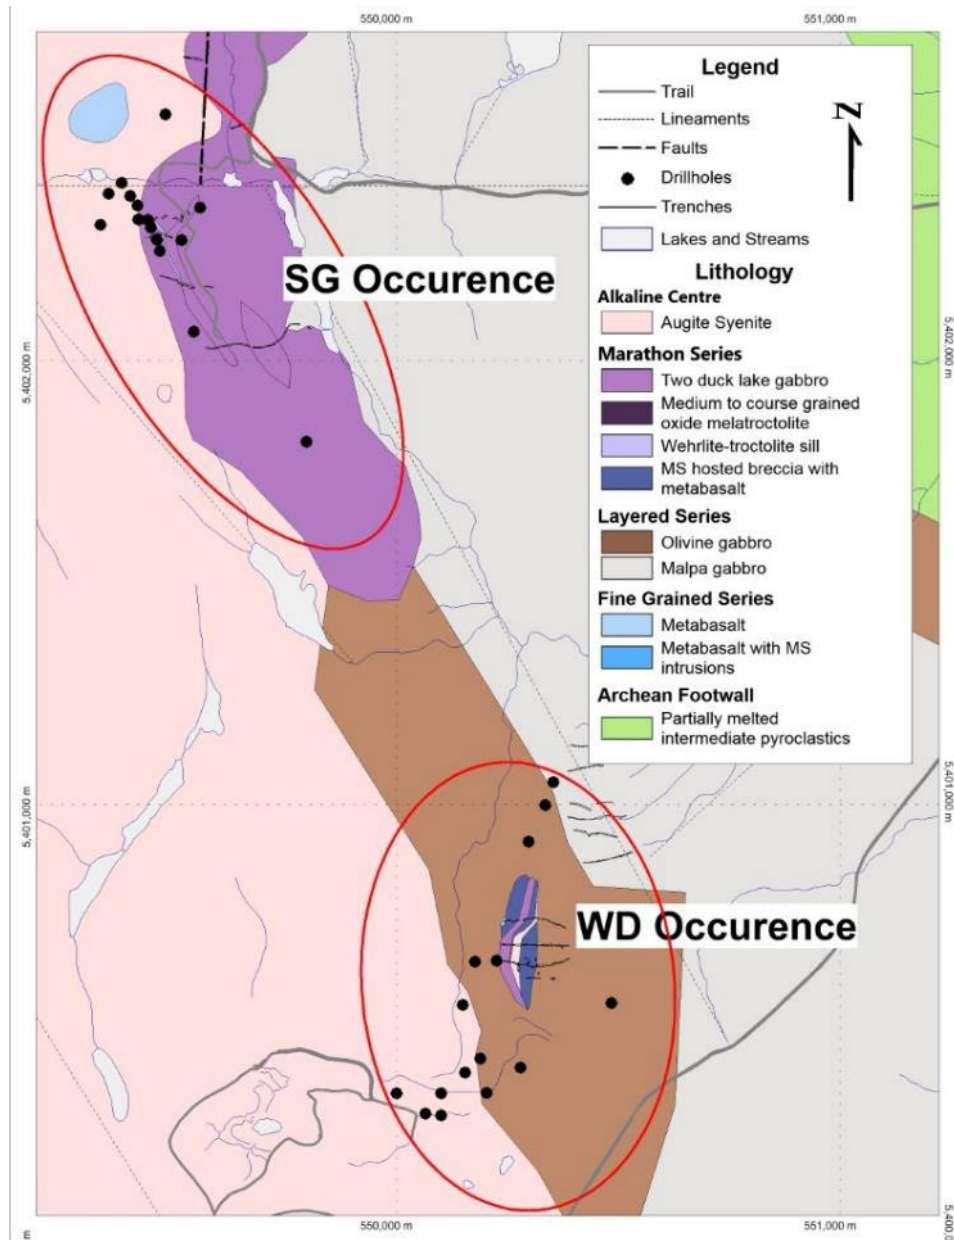 550,000 m
551,000 m
Legend
Trail
Lineaments
Faults
Drillholes
Trenches
Lakes and Streams
N
Lithology
Alkaline Centre
Augite Syenite
Marathon Series
Two duck lake gabbro
Medium to course grained
oxide melatroctolite
Wehrlite-troctolite sill
MS hosted breccia with
metabasalt
Layered Series
Olivine gabbro
Malpa gabbro
Fine Grained Series
Metabasalt
Metabasalt with MS
intrusions
Archean Footwall
Partially melted
intermediate pyroclastics
SG Occurence
5,402,000 m
5,402,000 m
5,401,000 m
5,401,000 m
WD Occurence
m
5,400,0
550,000 m
551,000 m